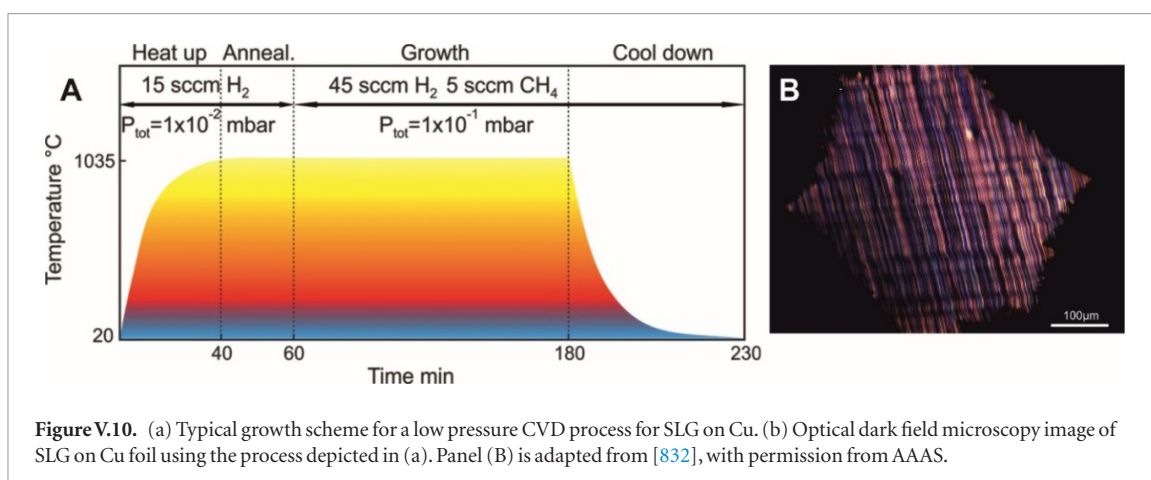 Heat up Anneal. Growth Cool down
A 15 sccm H₂ 45 sccm H₂ 5 sccm CH₄ B
Pₜₒₜ=1x10⁻² mbar Pₜₒₜ=1x10⁻¹ mbar
Temperature °C
1035
20
40 60 180 230
Time min
100µm
Figure V.10. (a) Typical growth scheme for a low pressure CVD process for SLG on Cu. (b) Optical dark field microscopy image of
SLG on Cu foil using the process depicted in (a). Panel (B) is adapted from [832], with permission from AAAS.